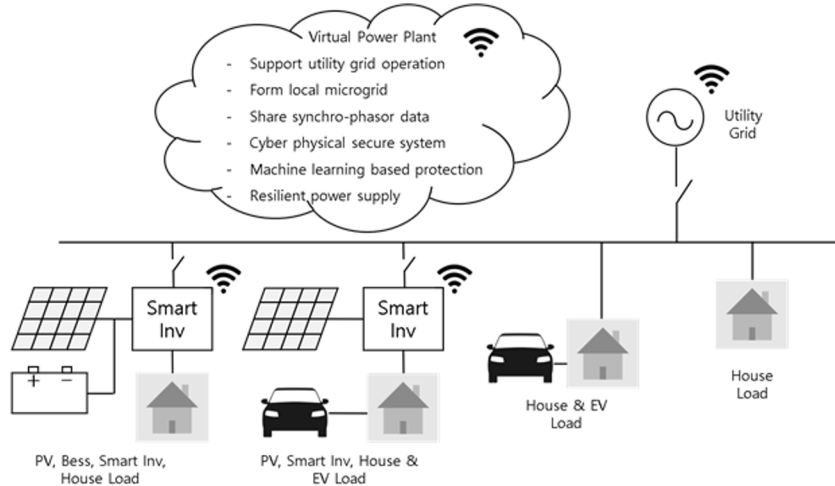 Virtual Power Plant
- Support utility grid operation
- Form local microgrid
- Share synchro-phasor data
- Cyber physical secure system
- Machine learning based protection
- Resilient power supply
Utility
Grid
Smart
Inv
Smart
Inv
+ −
PV, Bess, Smart Inv,
House Load
PV, Smart Inv, House &
EV Load
House & EV
Load
House
Load